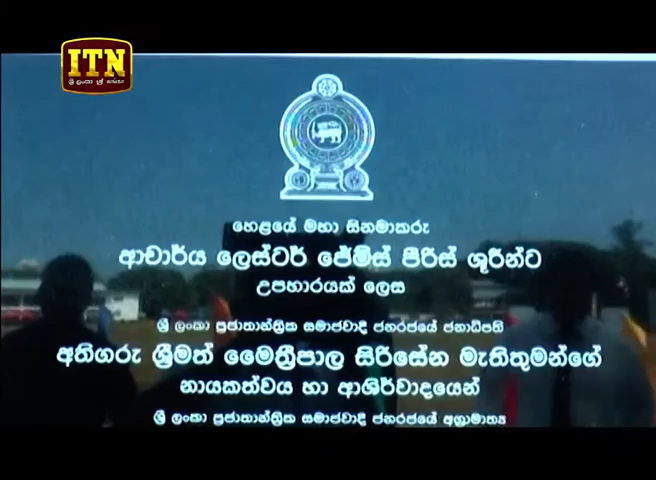 ITN
ශ්‍රී ලංකා
හෙළයේ මහා සිනමාකරු
ආචාර්ය ලෙස්ටර් ජේම්ස් පීරිස් ශූරීන්ට
උපහාරයක් ලෙස
ශ්‍රී ලංකා ප්‍රජාතාන්ත්‍රික සමාජවාදී ජනරජයේ ජනාධිපති
අතිගරු ශ්‍රීමත් මෛත්‍රීපාල සිරිසේන මැතිතුමන්ගේ
නායකත්වය හා ආශිර්වාදයෙන්
ශ්‍රී ලංකා ප්‍රජාතාන්ත්‍රික සමාජවාදී ජනරජයේ අග්‍රාමාත්‍ය